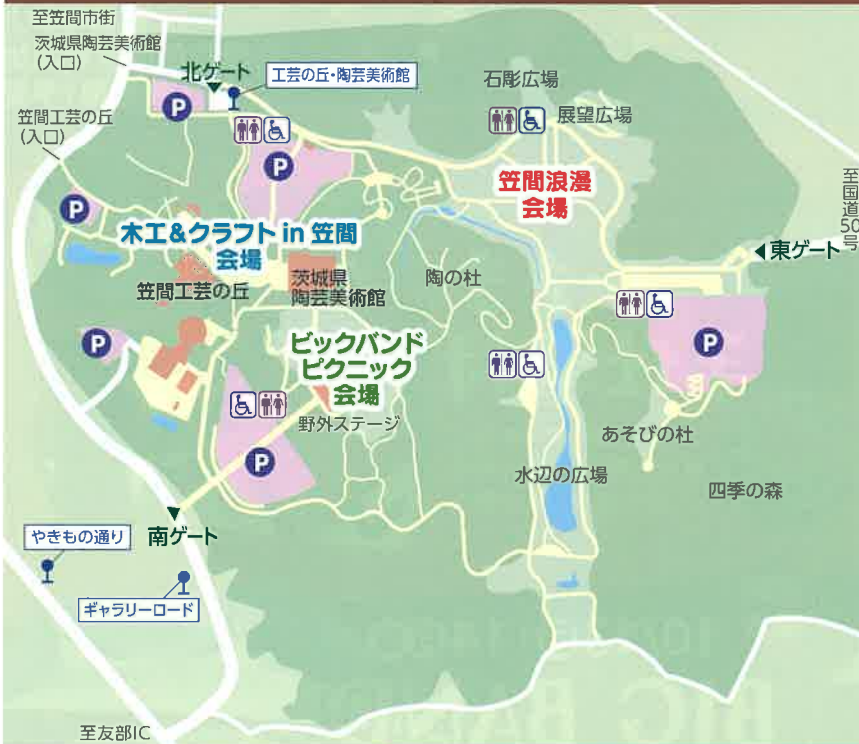 至笠間市街
茨城県陶芸美術館
(入口)
北ゲート
工芸の丘・陶芸美術館
石彫広場
展望広場
笠間工芸の丘
(入口)
P
P
P
笠間浪漫
会場
至国道50号
木工&クラフト in 笠間
会場
東ゲート
笠間工芸の丘
茨城県
陶芸美術館
陶の杜
P
ビックバンド
ピクニック
会場
P
野外ステージ
あそびの杜
P
水辺の広場
四季の森
南ゲート
やきもの通り
ギャラリーロード
至友部IC